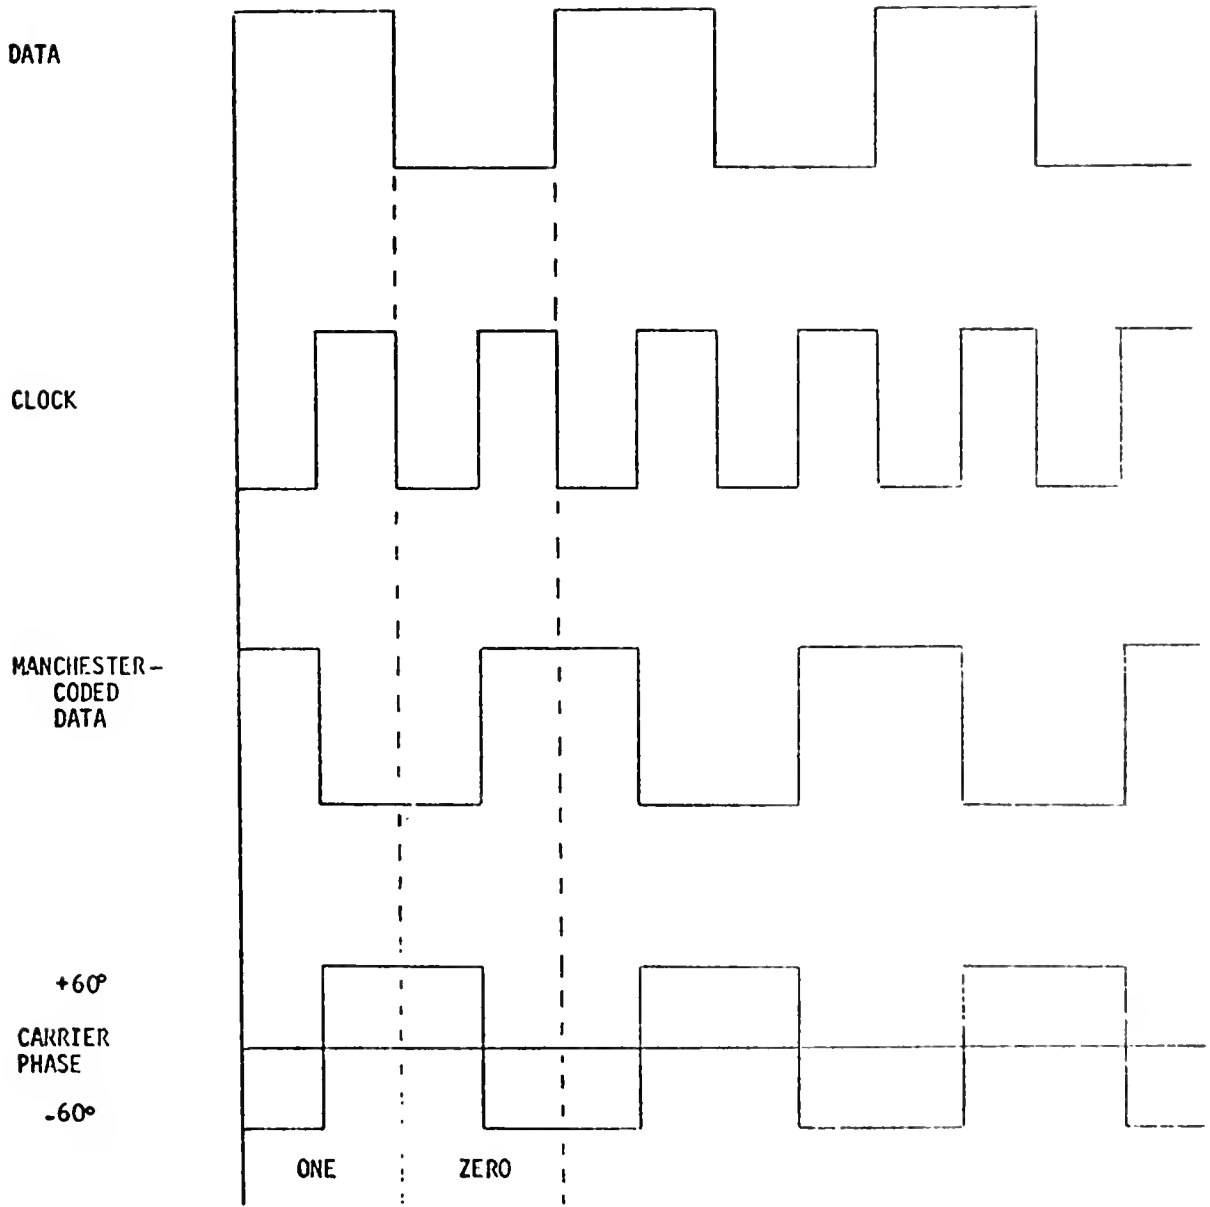 DATA
CLOCK
MANCHESTER-
CODED
DATA
+60°
CARRIER
PHASE
-60°
ONE
ZERO